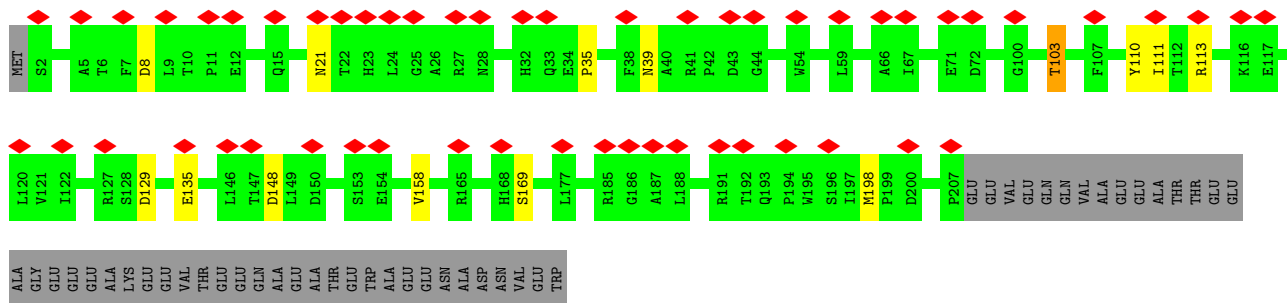 MET S2 A5 T6 F7 D8 L9 T10 P11 E12 Q15 N21 T22 H23 L24 G25 A26 R27 N28 H32 Q33 E34 P35 F38 N39 A40 R41 P42 D43 G44 W54 L59 A66 I67 E71 D72 G100 T103 F107 Y110 I111 T112 R113 K116 E117
L120 V121 I122 R127 S128 D129 E135 L146 T147 D148 L149 D150 S153 E154 V158 R165 H168 S169 L177 R185 G186 A187 L188 R191 T192 Q193 P194 W195 S196 I197 M198 P199 D200 P207 GLU GLU VAL GLU GLN GLN VAL ALA GLU GLU ALA THR THR GLU GLU
ALA GLY GLU GLU GLU ALA LYS GLU GLU VAL THR GLU GLU GLN ALA GLU ALA THR GLU TRP ALA GLU GLU ASN ALA ASP ASN VAL GLU TRP